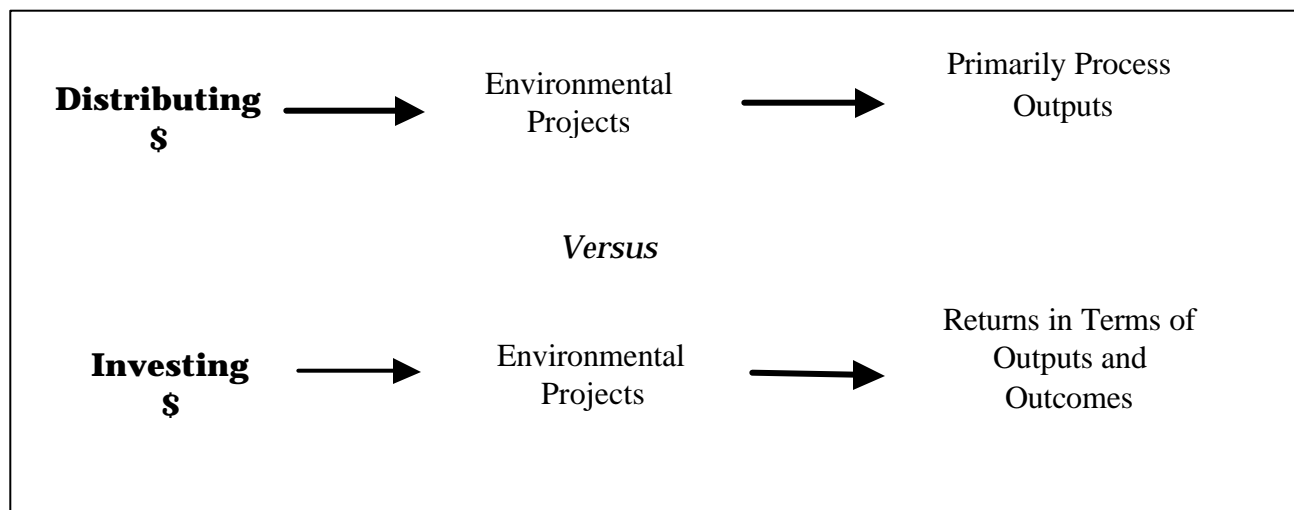 Distributing
$
Environmental
Projects
Primarily Process
Outputs
Versus
Investing
$
Environmental
Projects
Returns in Terms of
Outputs and
Outcomes